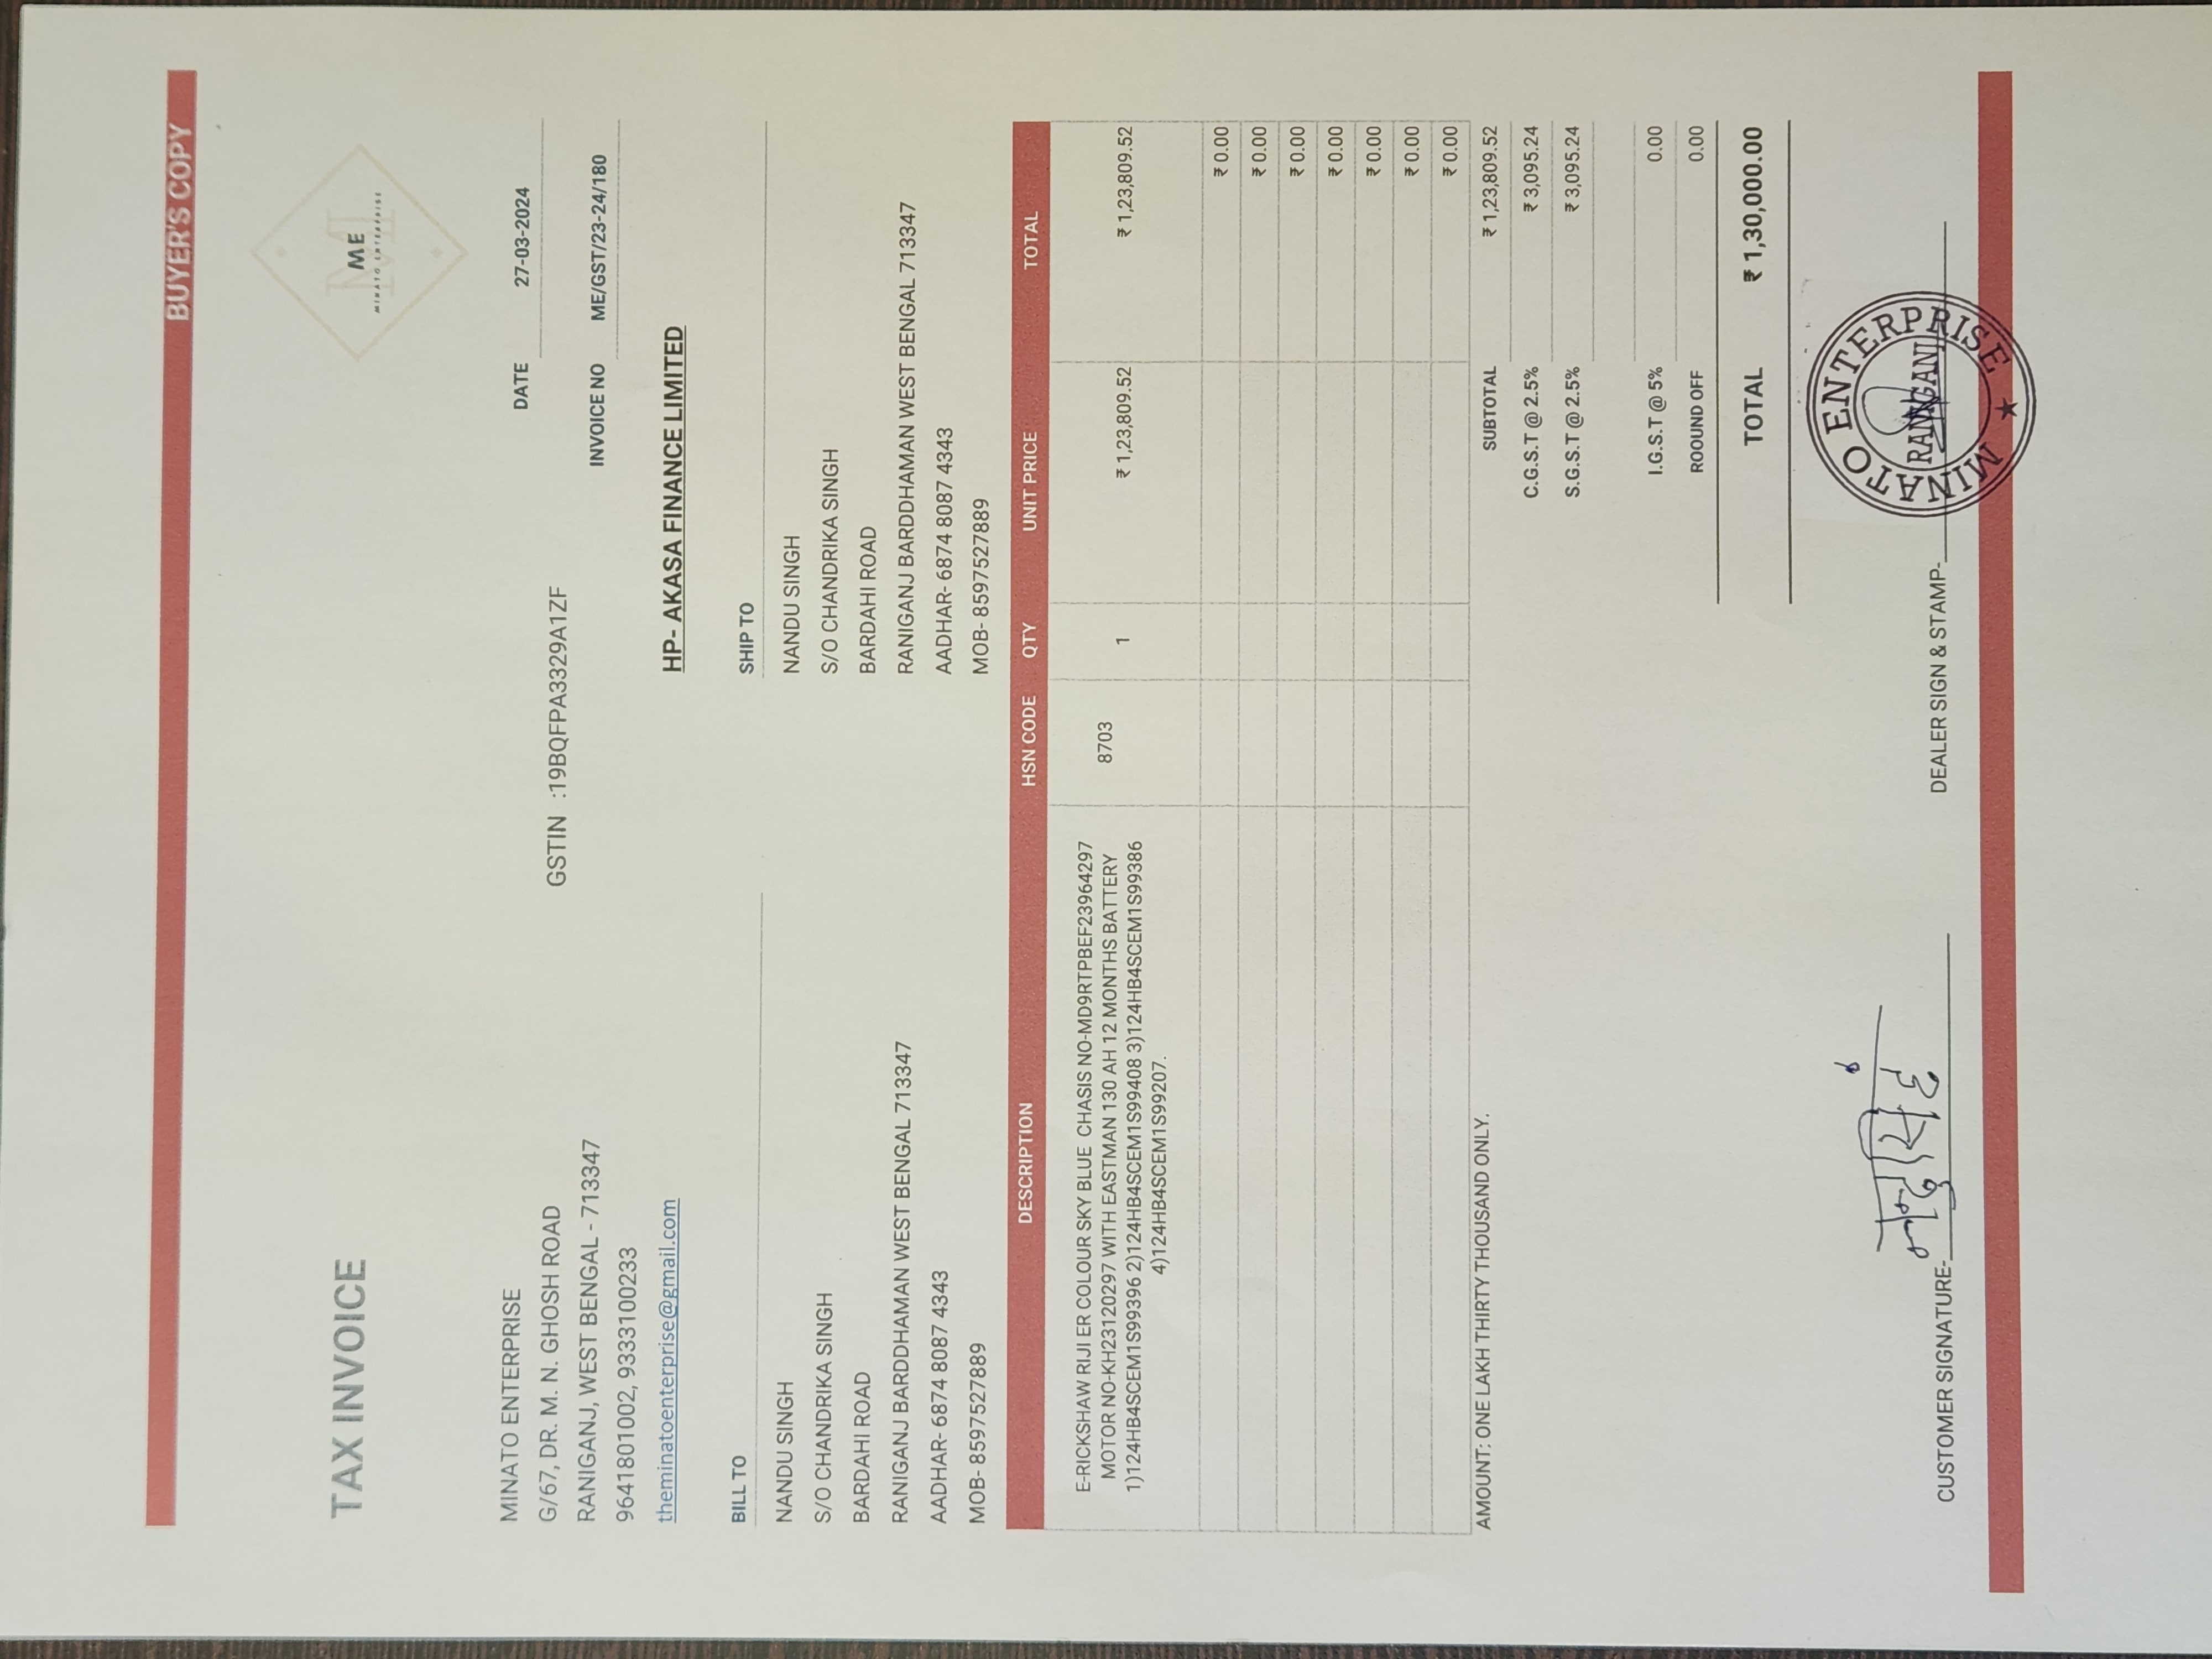 BUYER'S COPY
TAX INVOICE
ME
MINATO ENTERPRISE
MINATO ENTERPRISE
G/67, DR. M. N. GHOSH ROAD
RANIGANJ, WEST BENGAL - 713347
9641801002, 9333100233
theminatoenterprise@gmail.com
GSTIN :19BQFPA3329A1ZF
DATE 27-03-2024
INVOICE NO ME/GST/23-24/180
HP- AKASA FINANCE LIMITED
BILL TO
NANDU SINGH
S/O CHANDRIKA SINGH
BARDAHI ROAD
RANIGANJ BARDDHAMAN WEST BENGAL 713347
AADHAR- 6874 8087 4343
MOB- 8597527889
SHIP TO
NANDU SINGH
S/O CHANDRIKA SINGH
BARDAHI ROAD
RANIGANJ BARDDHAMAN WEST BENGAL 713347
AADHAR- 6874 8087 4343
MOB- 8597527889
DESCRIPTION HSN CODE QTY UNIT PRICE TOTAL
E-RICKSHAW RIJI ER COLOUR SKY BLUE CHASIS NO-MD9RTPBEF23964297
MOTOR NO-KH23120297 WITH EASTMAN 130 AH 12 MONTHS BATTERY
1)124HB4SCEM1S99396 2)124HB4SCEM1S99408 3)124HB4SCEM1S99386
4)124HB4SCEM1S99207.
8703 1 ₹ 1,23,809.52 ₹ 1,23,809.52
₹ 0.00
₹ 0.00
₹ 0.00
₹ 0.00
₹ 0.00
₹ 0.00
₹ 0.00
AMOUNT: ONE LAKH THIRTY THOUSAND ONLY.
SUBTOTAL ₹ 1,23,809.52
C.G.S.T @ 2.5% ₹ 3,095.24
S.G.S.T @ 2.5% ₹ 3,095.24
I.G.S.T @ 5% 0.00
ROOUND OFF 0.00
TOTAL ₹ 1,30,000.00
CUSTOMER SIGNATURE- नन्दु सिंह
DEALER SIGN & STAMP-
MINATO ENTERPRISE
RANIGANJ